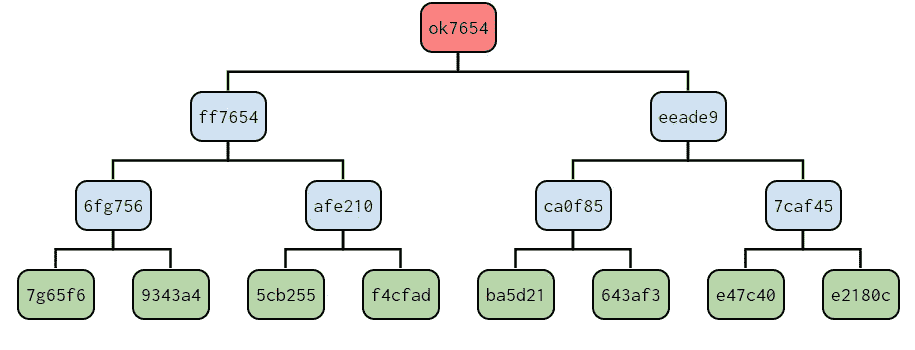 ok7654
ff7654
eeade9
6fg756
afe210
ca0f85
7caf45
7g65f6
9343a4
5cb255
f4cfad
ba5d21
643af3
e47c40
e2180c